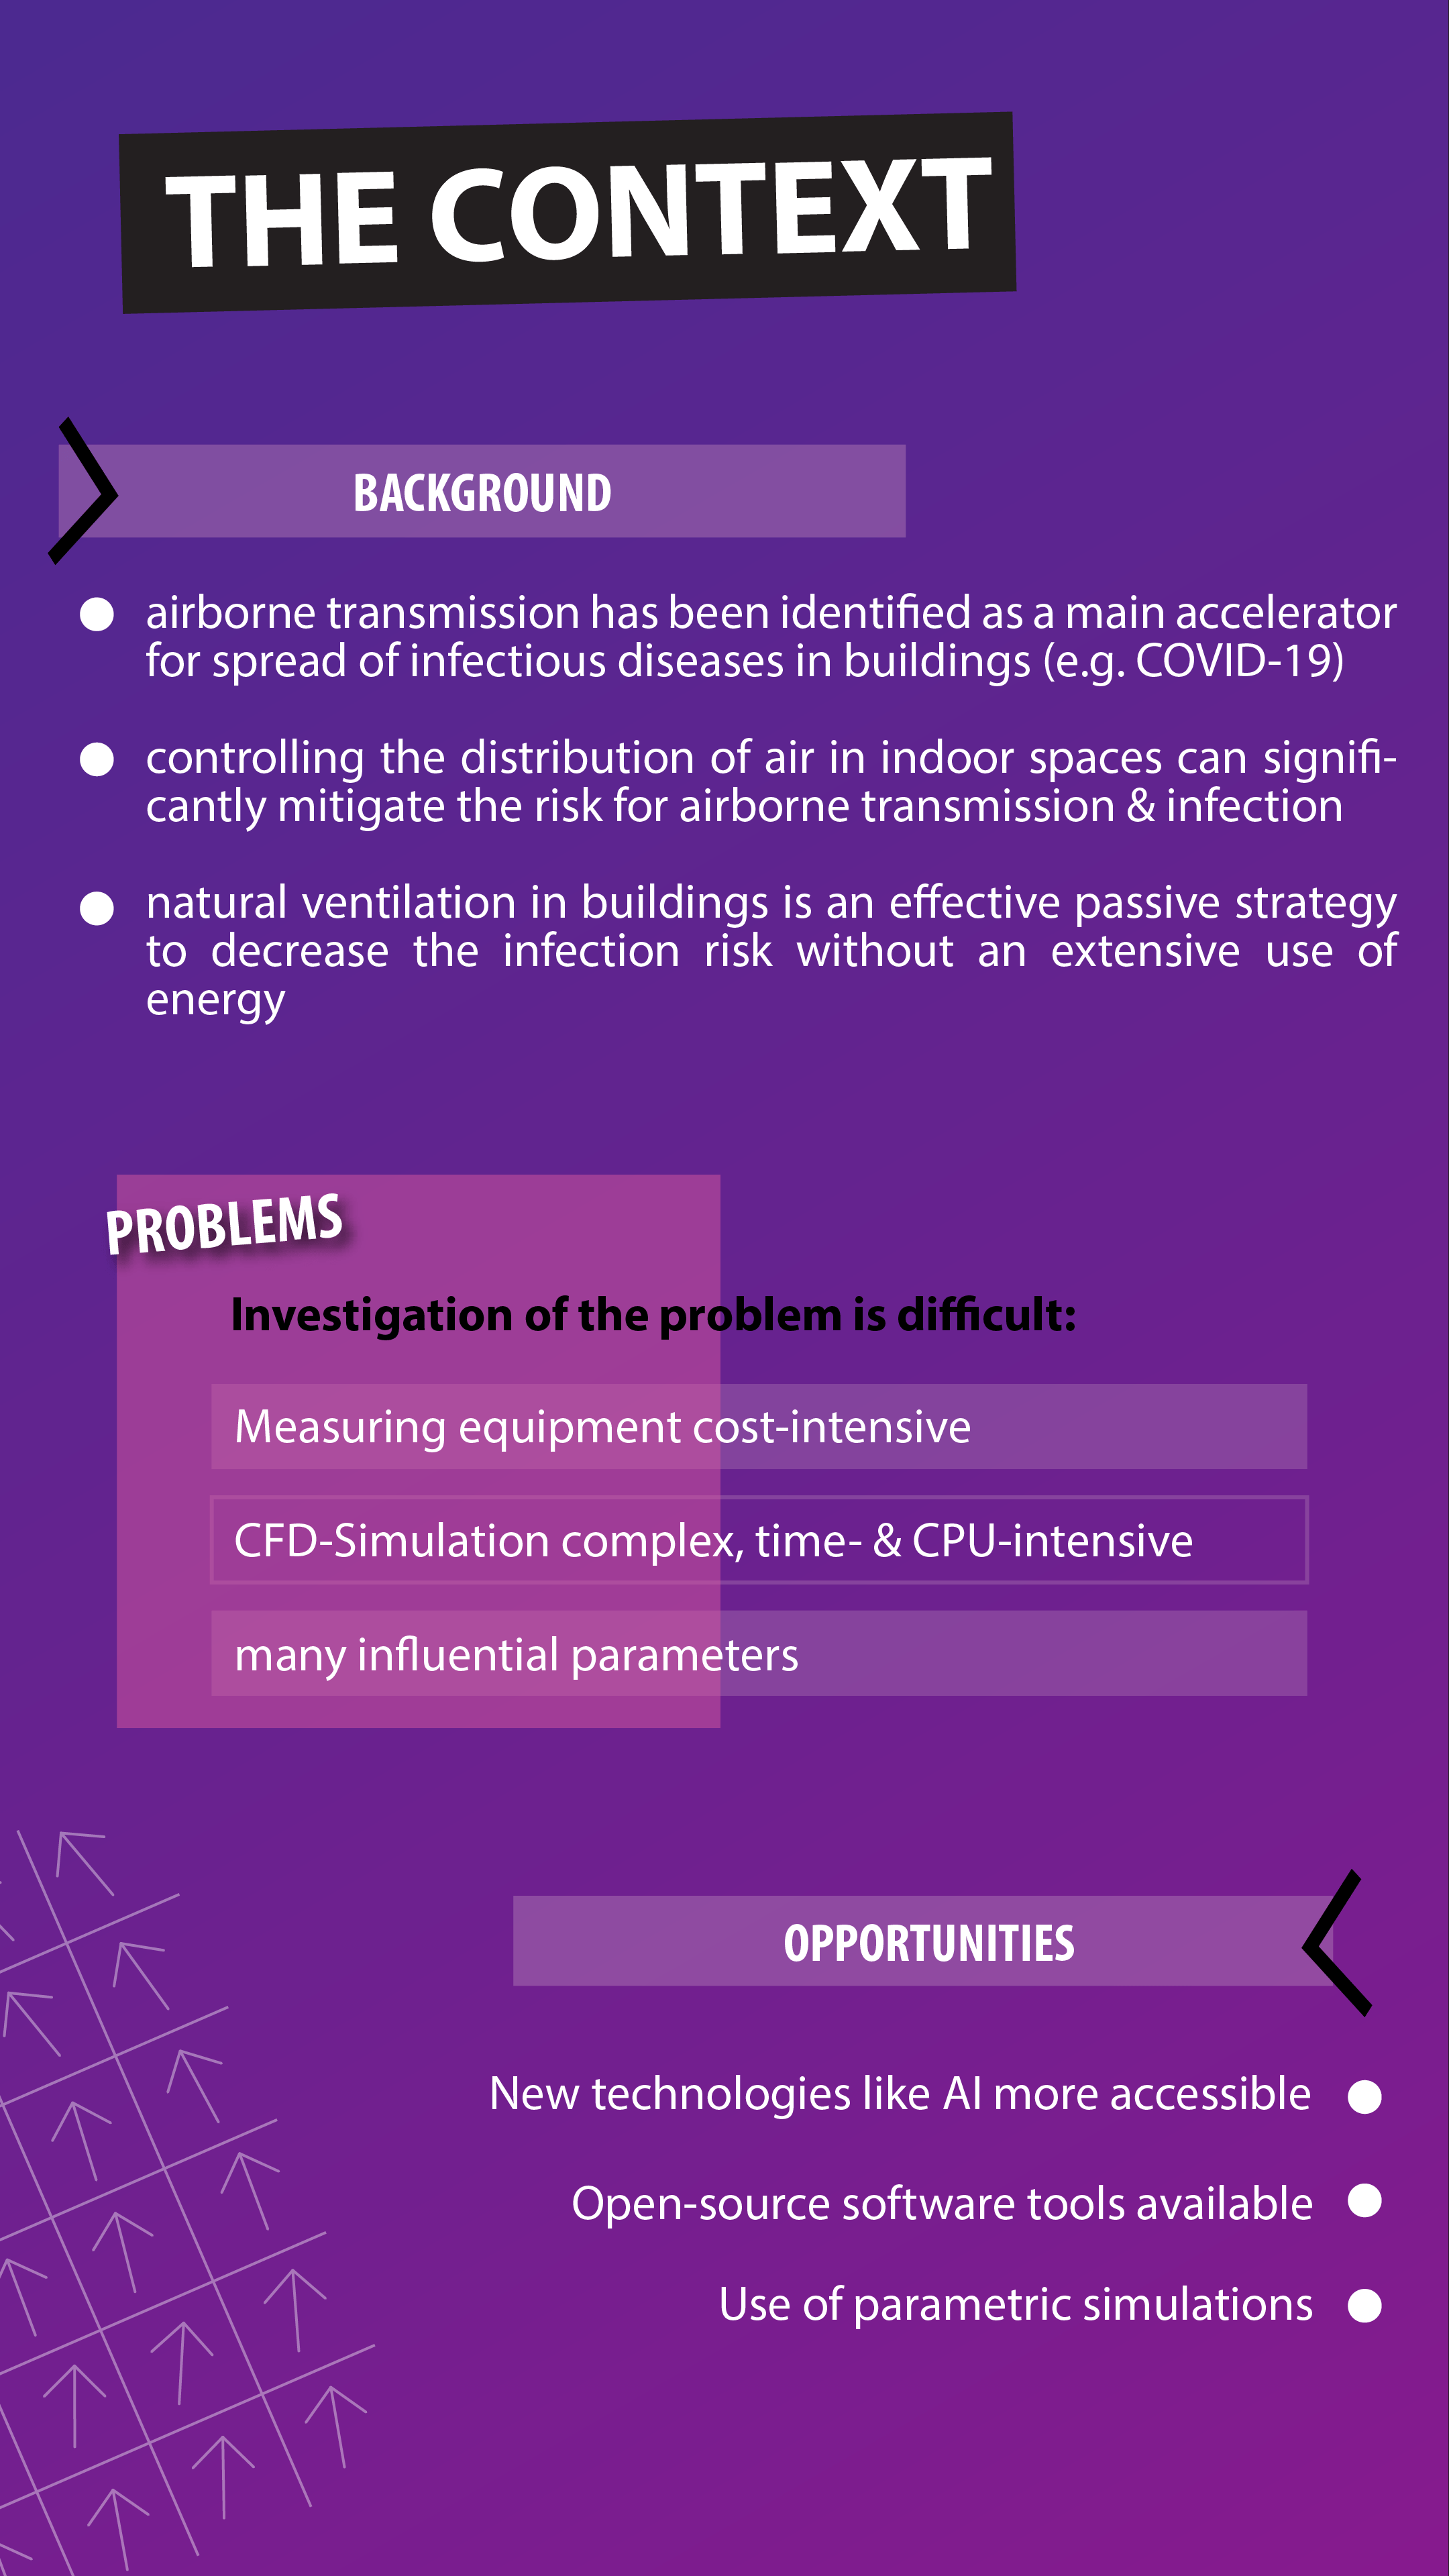 THE CONTEXT
BACKGROUND
airborne transmission has been identified as a main accelerator
for spread of infectious diseases in buildings (e.g. COVID-19)
controlling the distribution of air in indoor spaces can signifi-
cantly mitigate the risk for airborne transmission & infection
natural ventilation in buildings is an effective passive strategy
to decrease the infection risk without an extensive use of
energy
PROBLEMS
Investigation of the problem is difficult:
Measuring equipment cost-intensive
CFD-Simulation complex, time- & CPU-intensive
many influential parameters
OPPORTUNITIES
New technologies like AI more accessible
Open-source software tools available
Use of parametric simulations